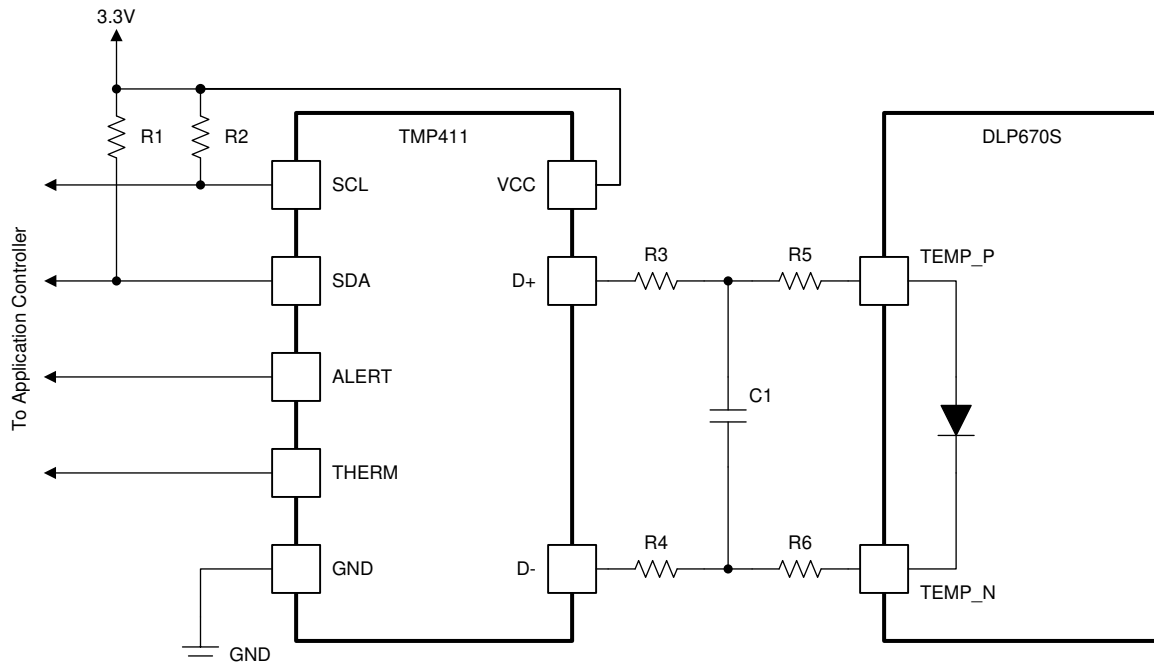 3.3V
R1
R2
TMP411
DLP670S
SCL
VCC
To Application Controller
SDA
D+
R3
R5
TEMP_P
ALERT
C1
THERM
GND
D-
R4
R6
TEMP_N
GND